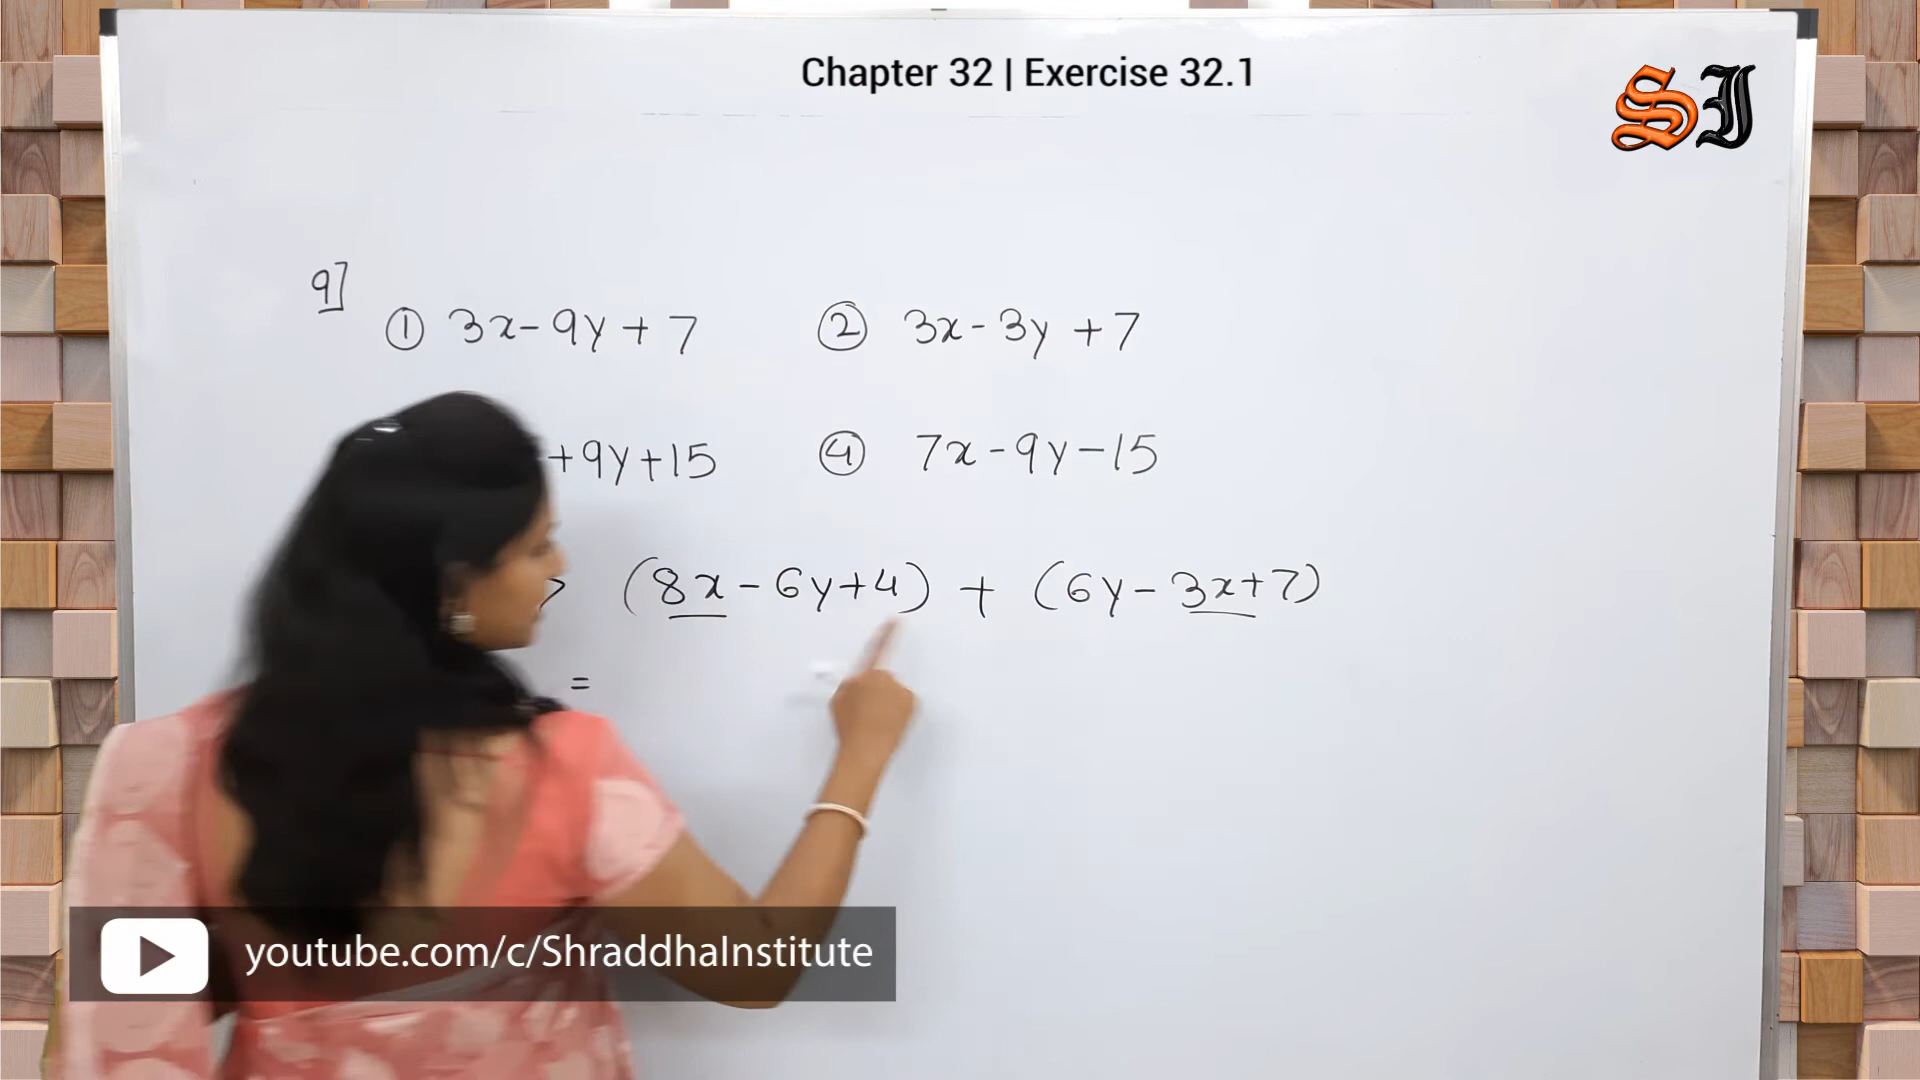 Chapter 32 | Exercise 32.1
SI
9]
① 3x - 9y + 7 ② 3x - 3y + 7
+ 9y + 15 ④ 7x - 9y - 15
(8x - 6y + 4) + (6y - 3x + 7)
=
youtube.com/c/ShraddhaInstitute